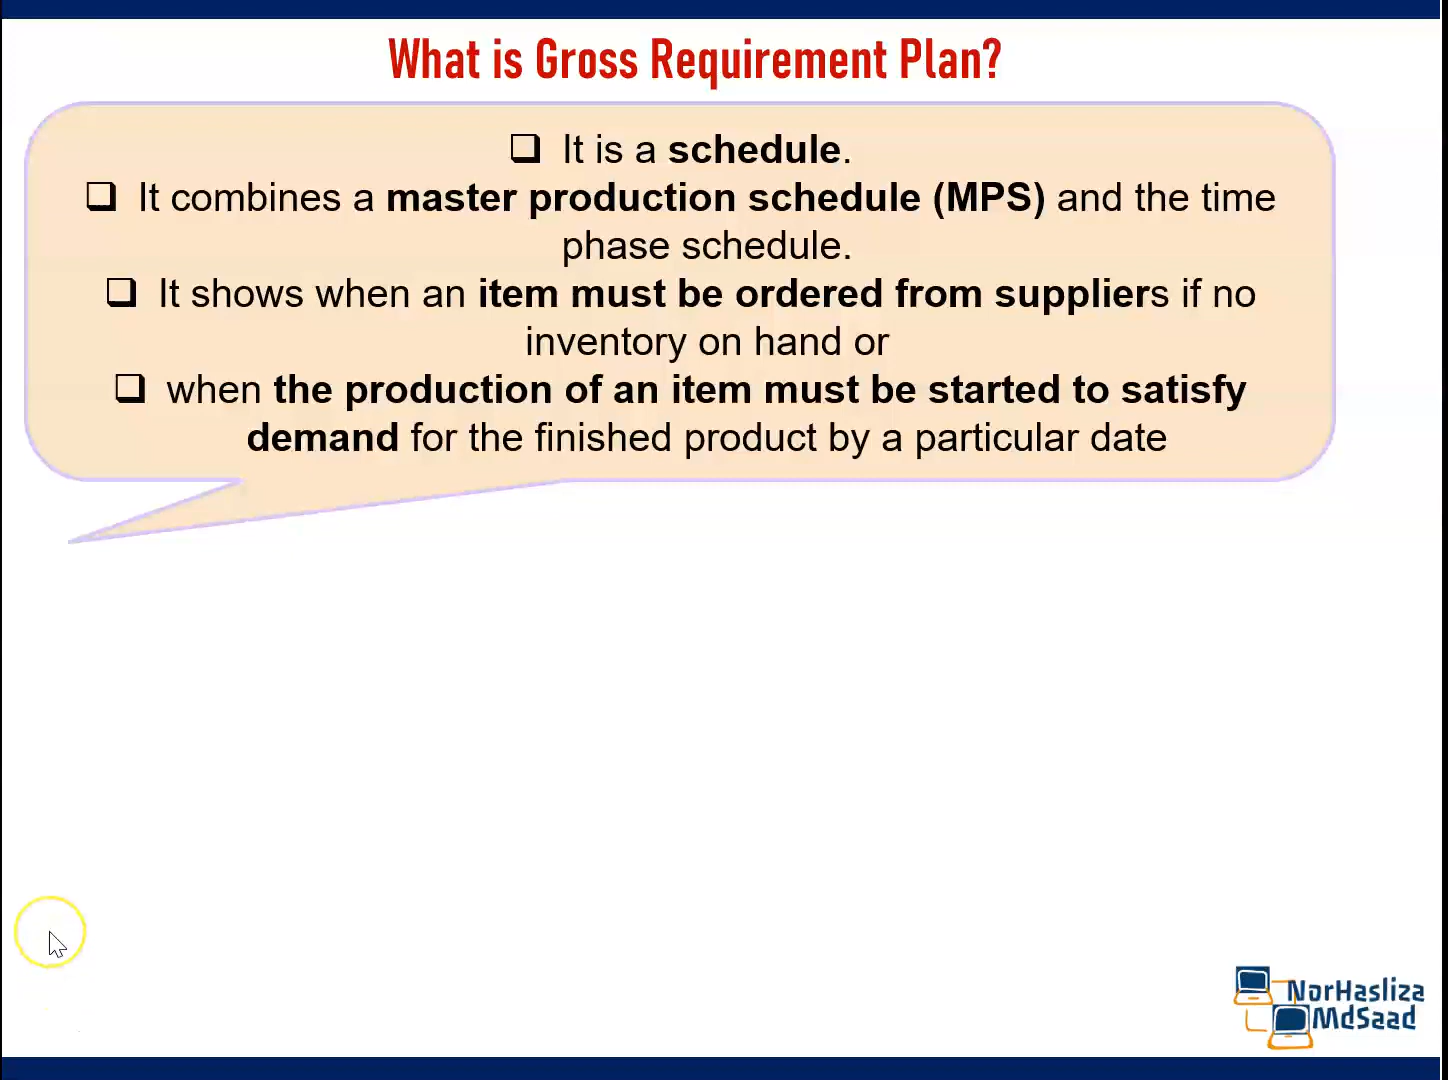 What is Gross Requirement Plan?
❑ It is a schedule.
❑ It combines a master production schedule (MPS) and the time
phase schedule.
❑ It shows when an item must be ordered from suppliers if no
inventory on hand or
❑ when the production of an item must be started to satisfy
demand for the finished product by a particular date
NorHasliza
MdSaad